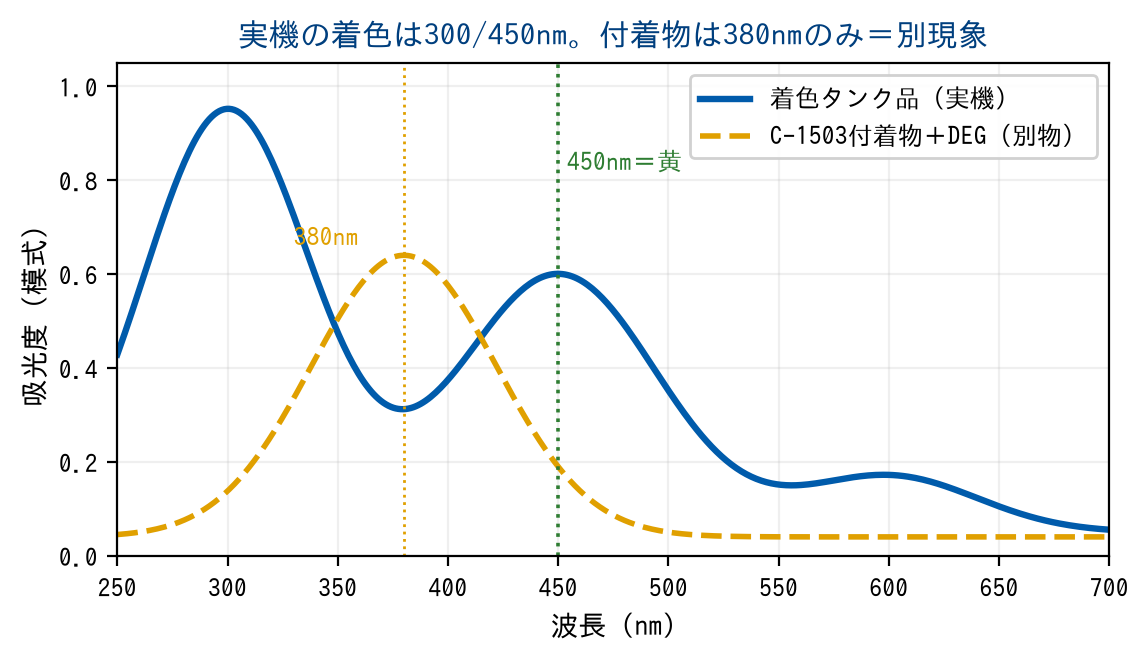 実機の着色は300/450nm。付着物は380nmのみ＝別現象
着色タンク品（実機）
C-1503付着物＋DEG（別物）
450nm＝黄
380nm
吸光度（模式）
1.0
0.8
0.6
0.4
0.2
0.0
250 300 350 400 450 500 550 600 650 700
波長（nm）